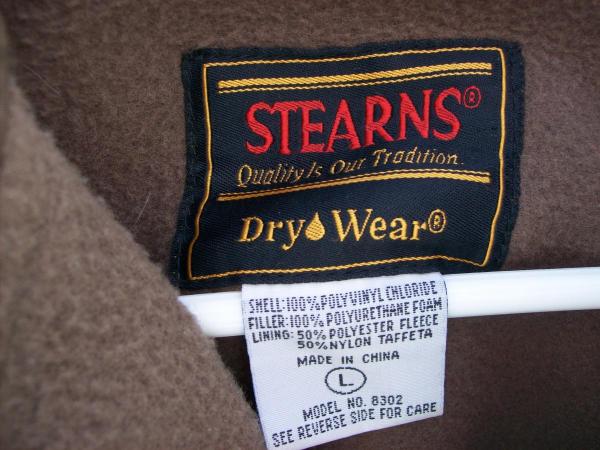 STEARNS®
Quality Is Our Tradition.
Dry Wear®
SHELL: 100% POLYVINYL CHLORIDE
FILLER: 100% POLYURETHANE FOAM
LINING: 50% POLYESTER FLEECE
50% NYLON TAFFETA
MADE IN CHINA
L
MODEL NO. 8302
SEE REVERSE SIDE FOR CARE